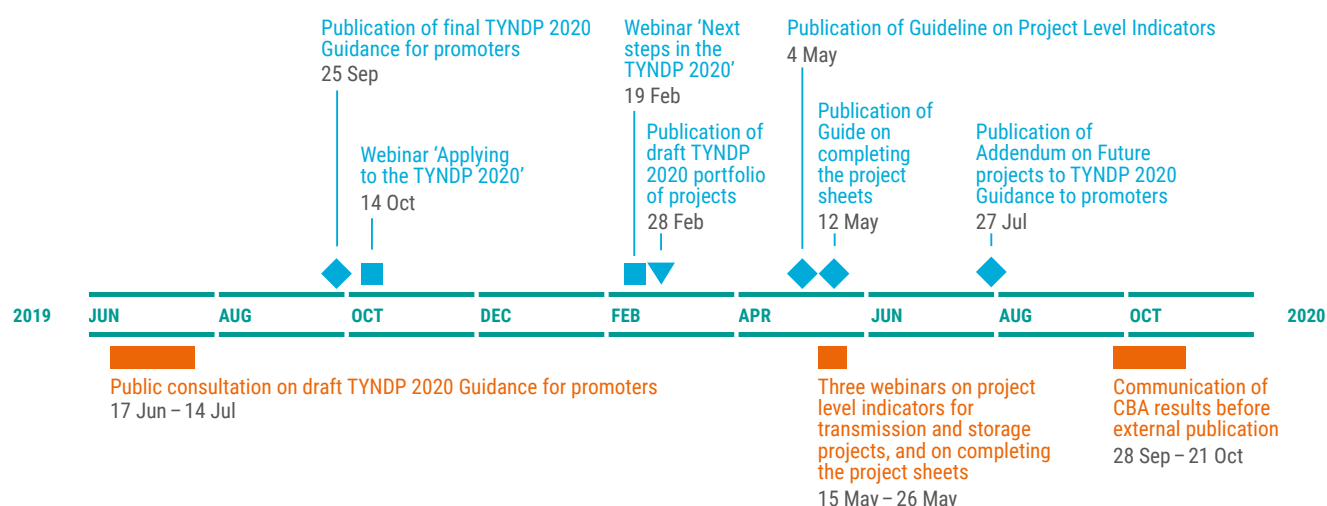 Publication of final TYNDP 2020
Guidance for promoters
25 Sep
Webinar ‘Applying
to the TYNDP 2020’
14 Oct
Webinar ‘Next
steps in the
TYNDP 2020’
19 Feb
Publication of
draft TYNDP
2020 portfolio
of projects
28 Feb
Publication of Guideline on Project Level Indicators
4 May
Publication of
Guide on
completing
the project
sheets
12 May
Publication of
Addendum on Future
projects to TYNDP 2020
Guidance to promoters
27 Jul
2019 JUN AUG OCT DEC FEB APR JUN AUG OCT 2020
Public consultation on draft TYNDP 2020 Guidance for promoters
17 Jun – 14 Jul
Three webinars on project
level indicators for
transmission and storage
projects, and on completing
the project sheets
15 May – 26 May
Communication of
CBA results before
external publication
28 Sep – 21 Oct